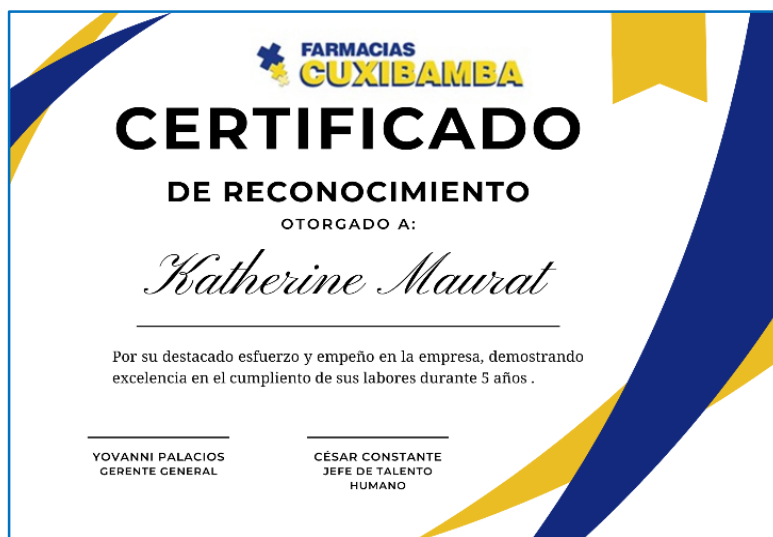 FARMACIAS
CUXIBAMBA
CERTIFICADO
DE RECONOCIMIENTO
OTORGADO A:
Katherine Maurat
Por su destacado esfuerzo y empeño en la empresa, demostrando
excelencia en el cumpliento de sus labores durante 5 años .
YOVANNI PALACIOS
GERENTE GENERAL
CÉSAR CONSTANTE
JEFE DE TALENTO
HUMANO